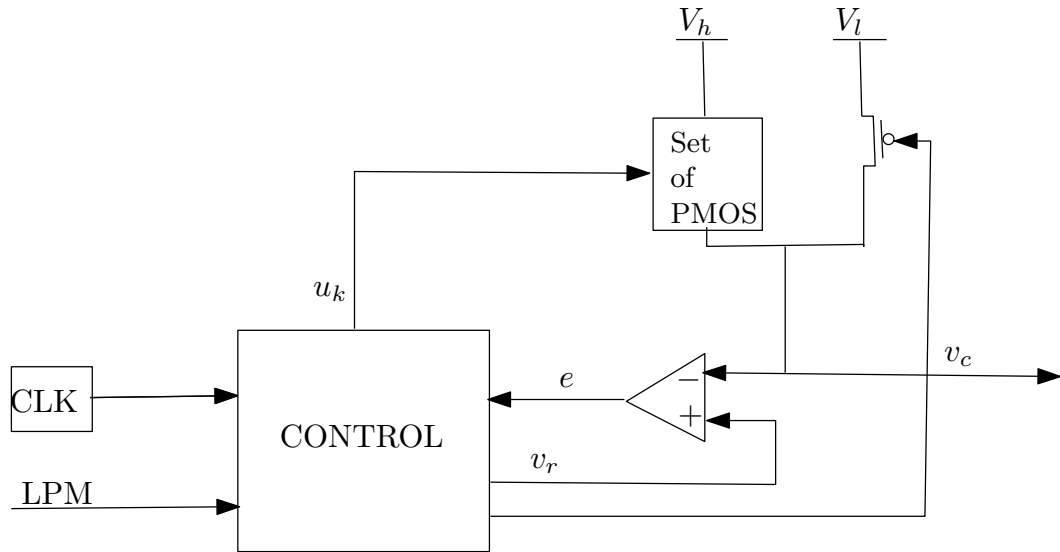 V_h
V_l
Set
of
PMOS
u_k
v_c
CLK
e
−
+
CONTROL
v_r
LPM